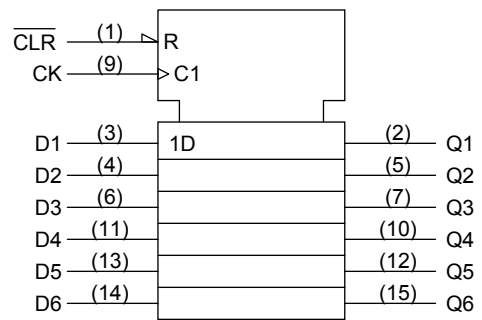 C̅L̅R̅ (1) R
CK (9) C1
D1 (3) 1D (2) Q1
D2 (4) (5) Q2
D3 (6) (7) Q3
D4 (11) (10) Q4
D5 (13) (12) Q5
D6 (14) (15) Q6